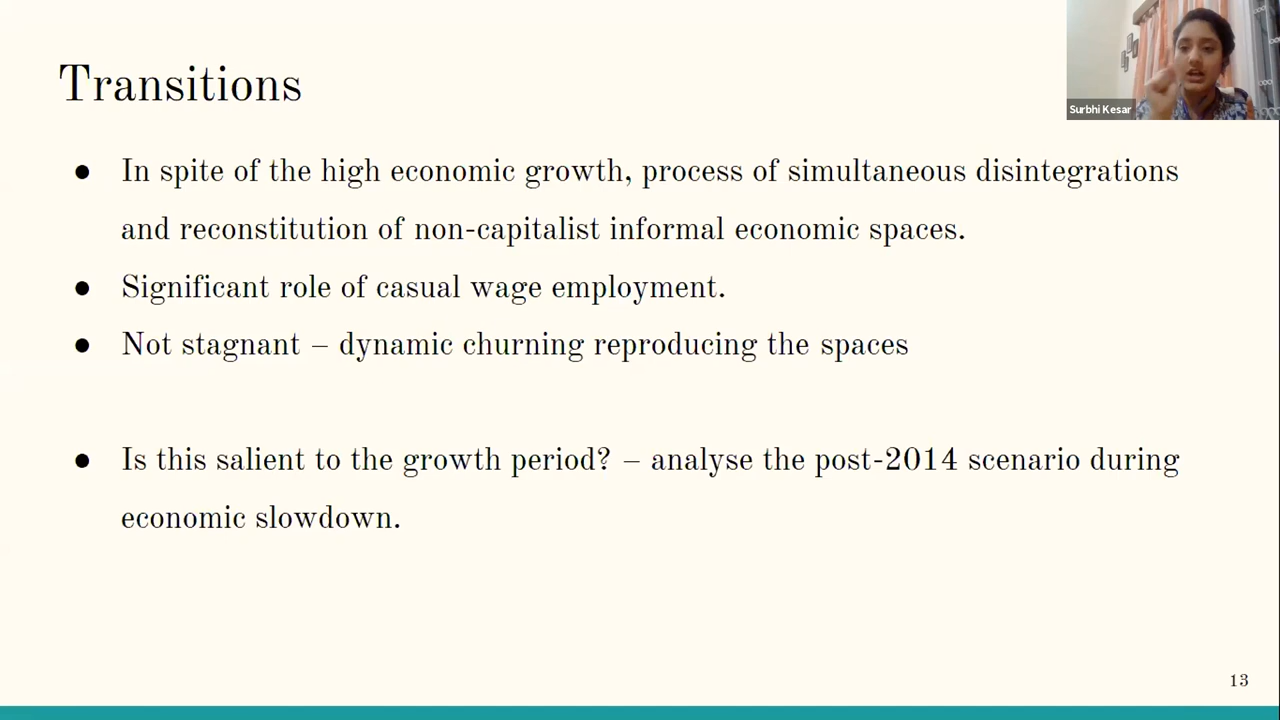 Transitions
Surbhi Kesar
● In spite of the high economic growth, process of simultaneous disintegrations
and reconstitution of non-capitalist informal economic spaces.
● Significant role of casual wage employment.
● Not stagnant – dynamic churning reproducing the spaces
● Is this salient to the growth period? – analyse the post-2014 scenario during
economic slowdown.
13